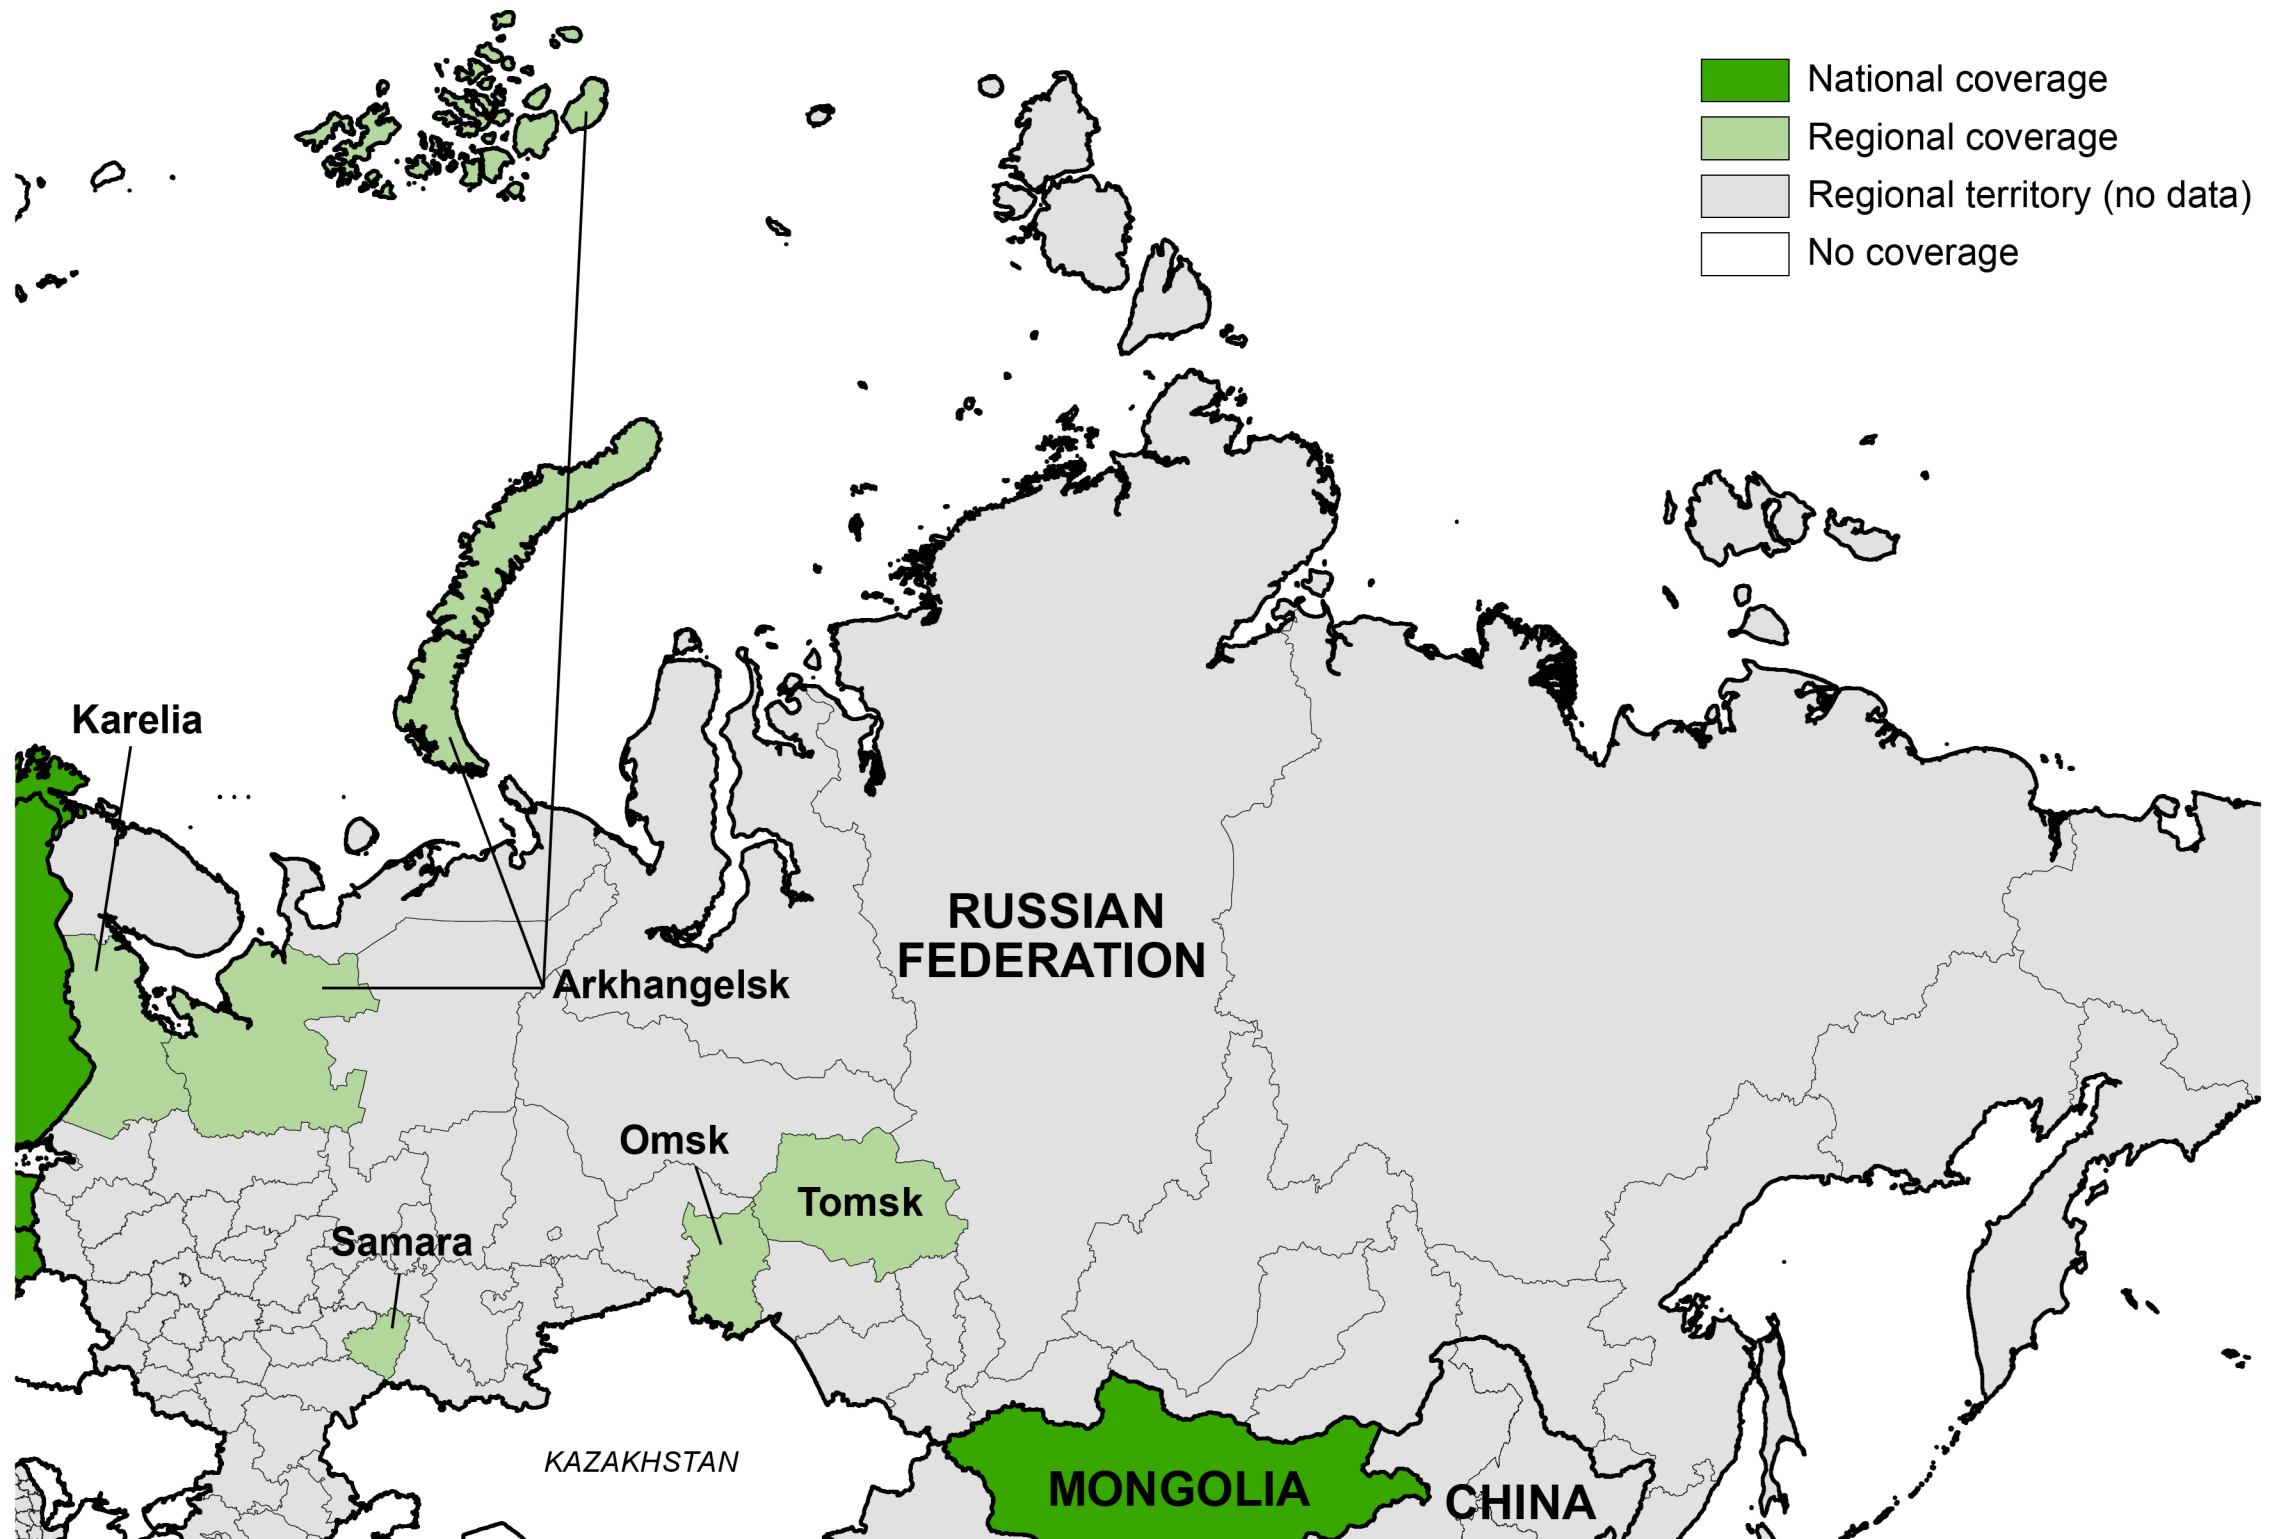 National coverage
Regional coverage
Regional territory (no data)
No coverage
Karelia
RUSSIAN
FEDERATION
Arkhangelsk
Omsk
Tomsk
Samara
KAZAKHSTAN
MONGOLIA
CHINA